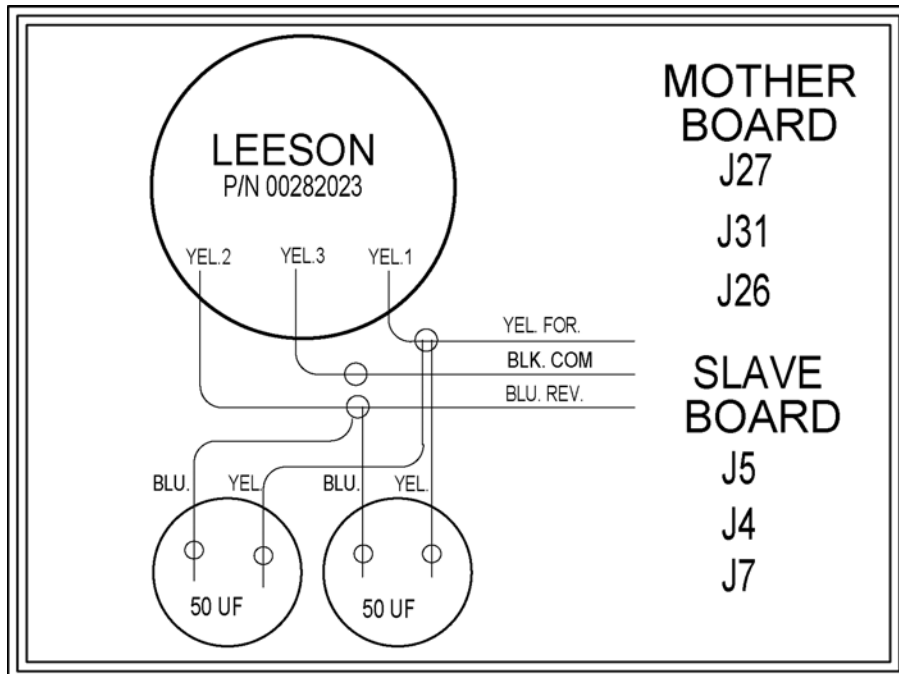 LEESON
P/N 00282023
YEL.2 YEL.3 YEL.1
YEL. FOR.
BLK. COM
BLU. REV.
BLU. YEL. BLU. YEL.
50 UF 50 UF
MOTHER
BOARD
J27
J31
J26
SLAVE
BOARD
J5
J4
J7